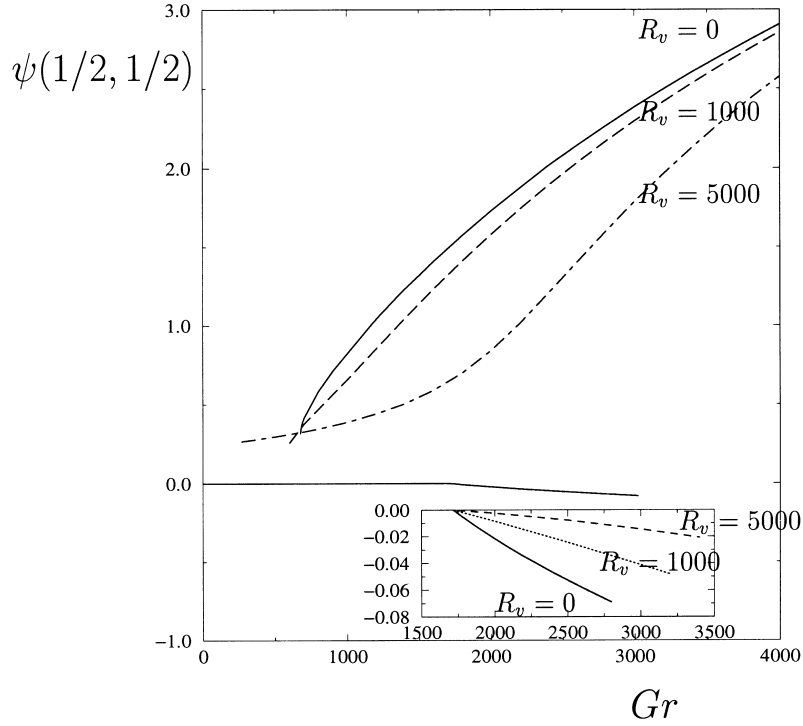 3.0
R_v = 0
ψ(1/2, 1/2)
R_v = 1000
2.0
R_v = 5000
1.0
0.0
0.00
R_v = 5000
−0.02
−0.04
R_v = 1000
−0.06
R_v = 0
−0.08
1500 2000 2500 3000 3500
−1.0
0 1000 2000 3000 4000
Gr